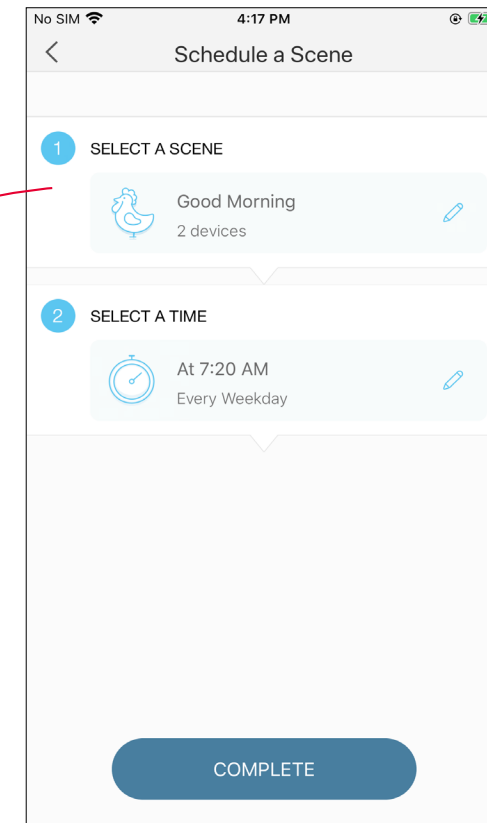 No SIM 4:17 PM
Schedule a Scene
1 SELECT A SCENE
Good Morning
2 devices
2 SELECT A TIME
At 7:20 AM
Every Weekday
COMPLETE